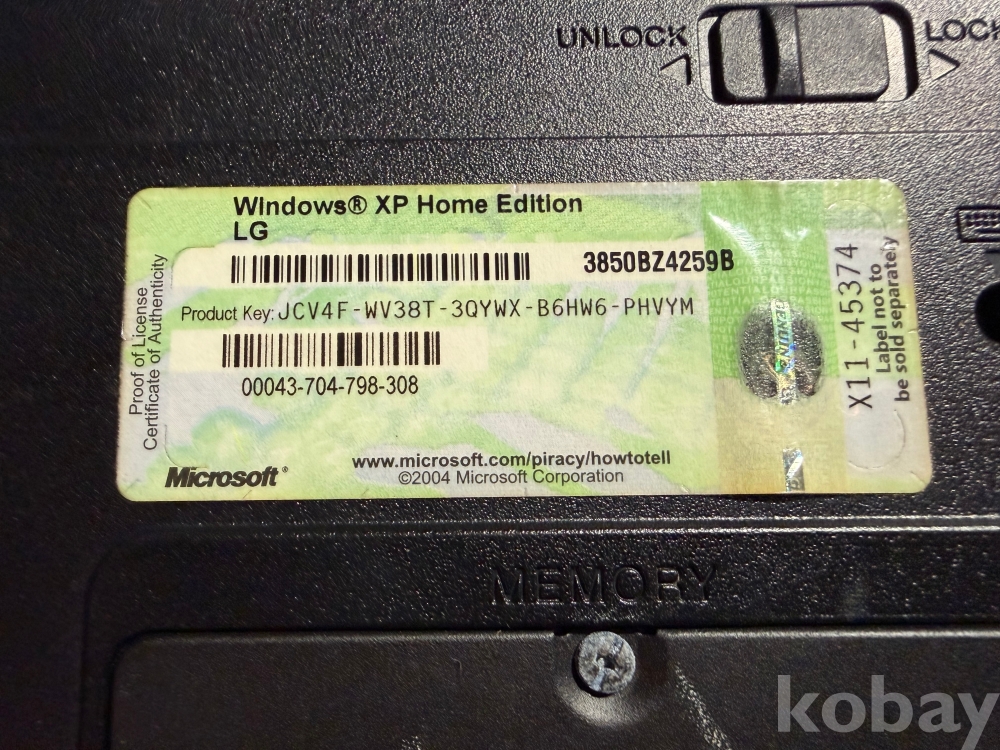 UNLOCK
LOCK
Windows® XP Home Edition
LG
3850BZ4259B
Product Key: JCV4F-WV38T-3QYWX-B6HW6-PHVYM
00043-704-798-308
Proof of License
Certificate of Authenticity
Microsoft®
www.microsoft.com/piracy/howtotell
©2004 Microsoft Corporation
GENUINE
X11-45374
Label not to
be sold separately
MEMORY
kobay